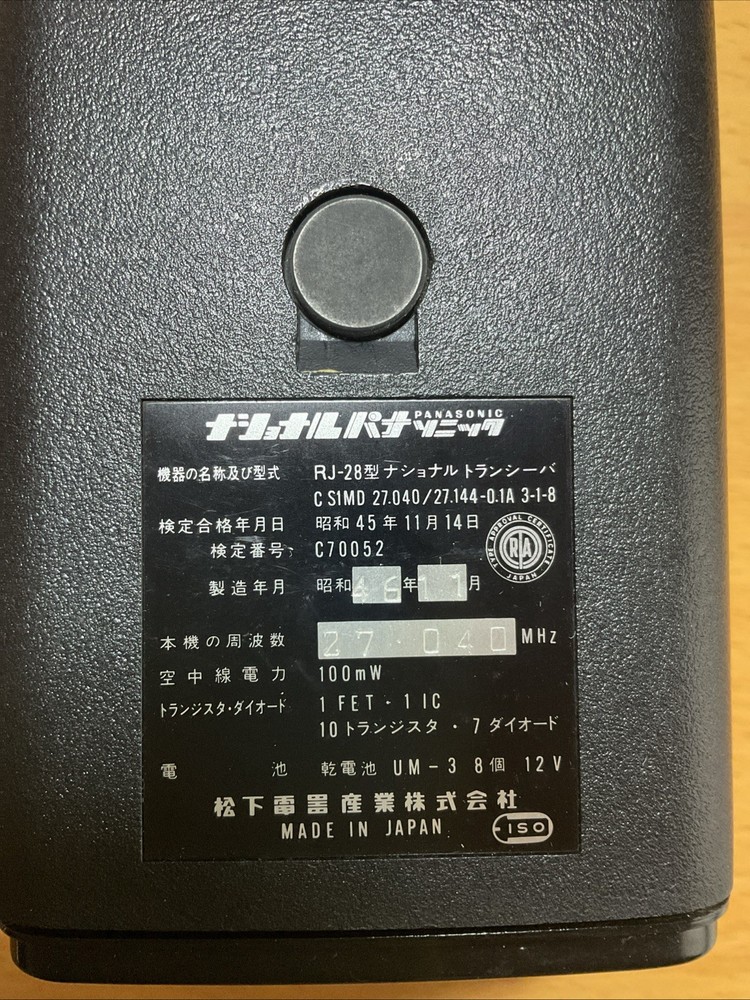 ナショナルパナソニック
PANASONIC
機器の名称及び型式 RJ-28型 ナショナル トランシーバ
C S1MD 27.040/27.144-0.1A 3-1-8
検定合格年月日 昭和45年11月14日
検定番号 C70052
TYPE APPROVAL CERTIFICATE
RIA
JAPAN
製造年月 昭和46年11月
本機の周波数 27.040 MHz
空中線電力 100mW
トランジスタ・ダイオード 1 FET・1 IC
10トランジスタ・7ダイオード
電池 乾電池 UM-3 8個 12V
松下電器産業株式会社
MADE IN JAPAN
ISO